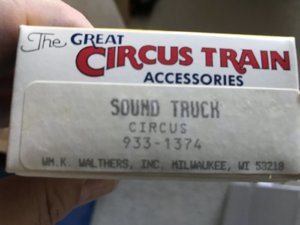 The GREAT
CIRCUS TRAIN
ACCESSORIES
SOUND TRUCK
CIRCUS
933-1374
WM.K. WALTHERS, INC. MILWAUKEE, WI 53218